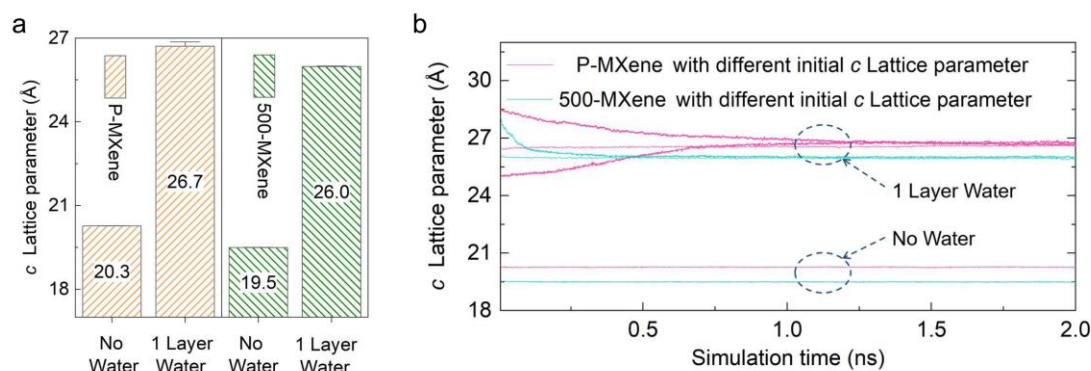 a
27
24
21
18
c Lattice parameter (Å)
P-MXene
500-MXene
20.3
26.7
19.5
26.0
No
Water
1 Layer
Water
No
Water
1 Layer
Water
b
33
30
27
24
21
18
c Lattice parameter (Å)
P-MXene with different initial c Lattice parameter
500-MXene with different initial c Lattice parameter
1 Layer Water
No Water
0.5
1.0
1.5
2.0
Simulation time (ns)